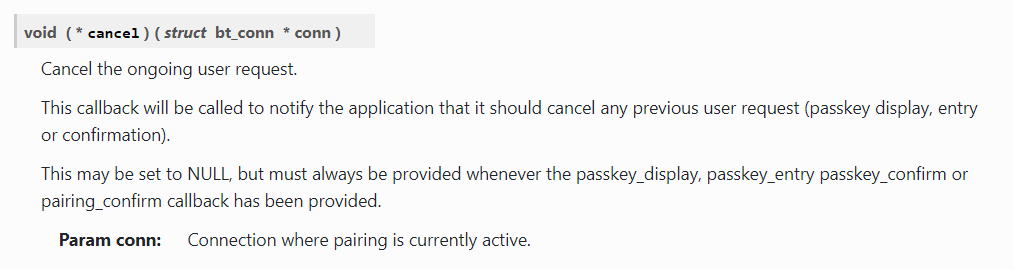 void ( * cancel ) ( struct bt_conn * conn )
Cancel the ongoing user request.
This callback will be called to notify the application that it should cancel any previous user request (passkey display, entry
or confirmation).
This may be set to NULL, but must always be provided whenever the passkey_display, passkey_entry passkey_confirm or
pairing_confirm callback has been provided.
Param conn: Connection where pairing is currently active.